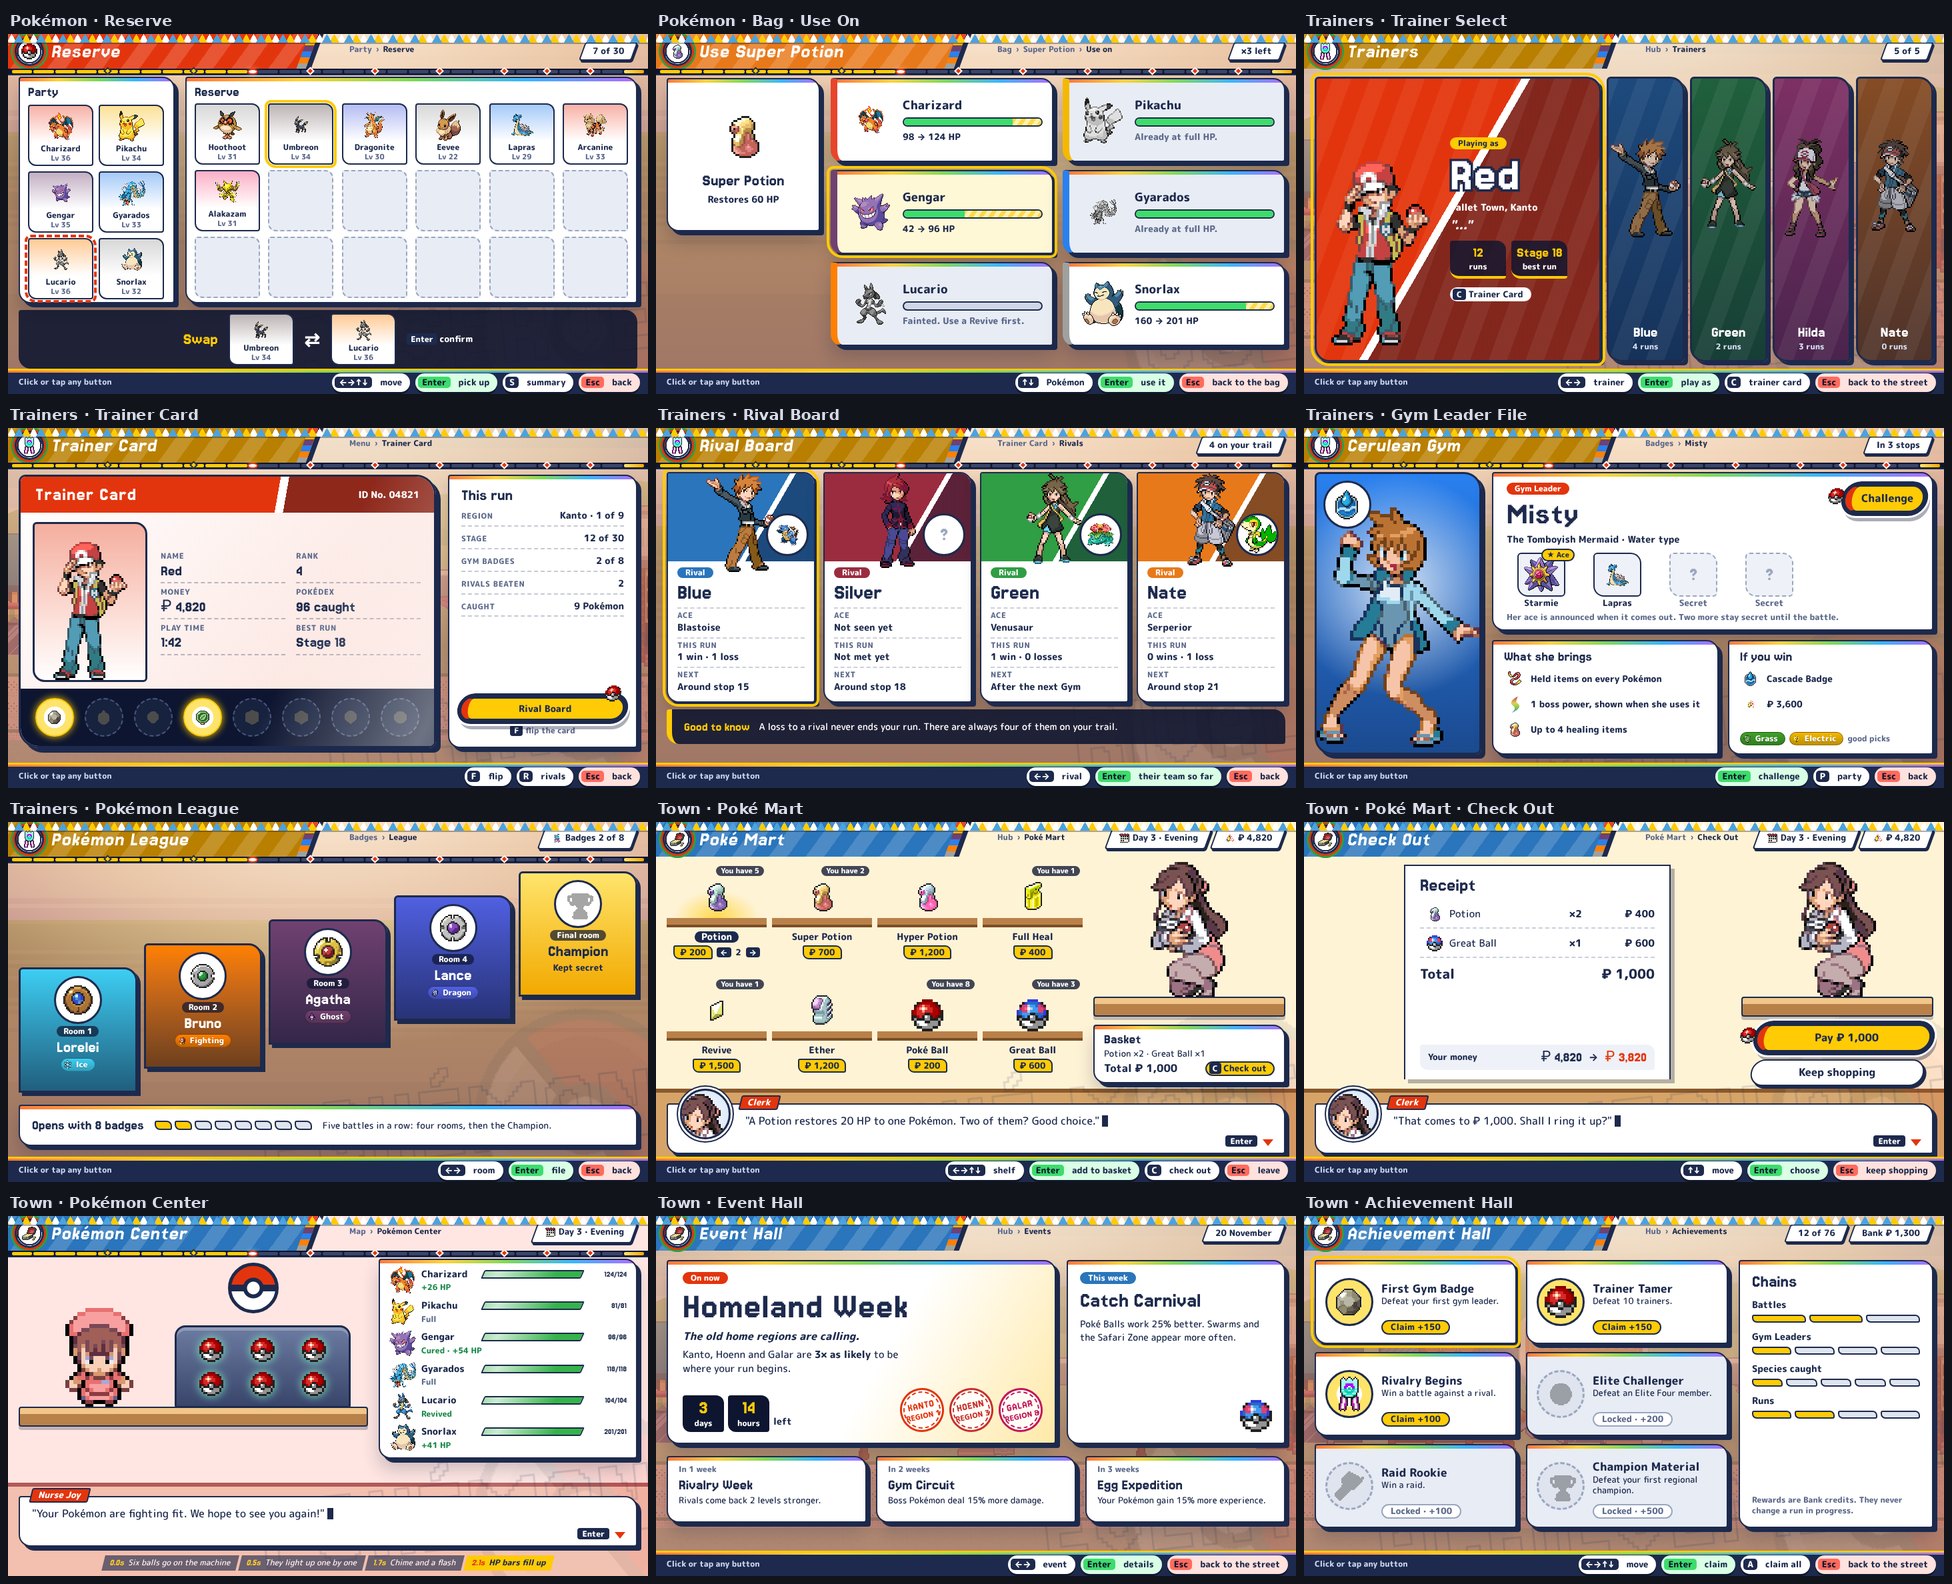 Pokémon · Reserve
Reserve
Party › Reserve
7 of 30
Party
Charizard
Lv 36
Pikachu
Lv 34
Gengar
Lv 35
Gyarados
Lv 33
Lucario
Lv 36
Snorlax
Lv 32
Reserve
Hoothoot
Lv 31
Umbreon
Lv 34
Dragonite
Lv 30
Eevee
Lv 22
Lapras
Lv 29
Arcanine
Lv 33
Alakazam
Lv 31
Swap
Umbreon
Lv 34
⇄
Lucario
Lv 36
Enter confirm
Click or tap any button
←→↑↓ move
Enter pick up
S summary
Esc back
Pokémon · Bag · Use On
Use Super Potion
Bag › Super Potion › Use on
×3 left
Super Potion
Restores 60 HP
Charizard
98 → 124 HP
Pikachu
Already at full HP.
Gengar
42 → 96 HP
Gyarados
Already at full HP.
Lucario
Fainted. Use a Revive first.
Snorlax
160 → 201 HP
Click or tap any button
↑↓ Pokémon
Enter use it
Esc back to the bag
Trainers · Trainer Select
Trainers
Hub › Trainers
5 of 5
Playing as
Red
allet Town, Kanto
"..."
12
runs
Stage 18
best run
C Trainer Card
Blue
4 runs
Green
2 runs
Hilda
3 runs
Nate
0 runs
Click or tap any button
←→ trainer
Enter play as
C trainer card
Esc back to the street
Trainers · Trainer Card
Trainer Card
Menu › Trainer Card
Trainer Card
ID No. 04821
NAME
Red
RANK
4
MONEY
₽ 4,820
POKÉDEX
96 caught
PLAY TIME
1:42
BEST RUN
Stage 18
This run
REGION Kanto · 1 of 9
STAGE 12 of 30
GYM BADGES 2 of 8
RIVALS BEATEN 2
CAUGHT 9 Pokémon
Rival Board
F flip the card
Click or tap any button
F flip
R rivals
Esc back
Trainers · Rival Board
Rival Board
Trainer Card › Rivals
4 on your trail
Rival
Blue
ACE
Blastoise
THIS RUN
1 win · 1 loss
NEXT
Around stop 15
?
Rival
Silver
ACE
Not seen yet
THIS RUN
Not met yet
NEXT
Around stop 18
Rival
Green
ACE
Venusaur
THIS RUN
1 win · 0 losses
NEXT
After the next Gym
Rival
Nate
ACE
Serperior
THIS RUN
0 wins · 1 loss
NEXT
Around stop 21
Good to know A loss to a rival never ends your run. There are always four of them on your trail.
Click or tap any button
←→ rival
Enter their team so far
Esc back
Trainers · Gym Leader File
Cerulean Gym
Badges › Misty
In 3 stops
Gym Leader
Challenge
Misty
The Tomboyish Mermaid · Water type
★ Ace
Starmie
Lapras
?
Secret
?
Secret
Her ace is announced when it comes out. Two more stay secret until the battle.
What she brings
Held items on every Pokémon
1 boss power, shown when she uses it
Up to 4 healing items
If you win
Cascade Badge
₽ 3,600
Grass
Electric
good picks
Click or tap any button
Enter challenge
P party
Esc back
Trainers · Pokémon League
Pokémon League
Badges › League
Badges 2 of 8
Room 1
Lorelei
Ice
Room 2
Bruno
Fighting
Room 3
Agatha
Ghost
Room 4
Lance
Dragon
Final room
Champion
Kept secret
Opens with 8 badges
Five battles in a row: four rooms, then the Champion.
Click or tap any button
←→ room
Enter file
Esc back
Town · Poké Mart
Poké Mart
Hub › Poké Mart
Day 3 · Evening
₽ 4,820
You have 5
Potion
₽ 200
← 2 →
You have 2
Super Potion
₽ 700
Hyper Potion
₽ 1,200
You have 1
Full Heal
₽ 400
You have 1
Revive
₽ 1,500
Ether
₽ 1,200
You have 8
Poké Ball
₽ 200
You have 3
Great Ball
₽ 600
Basket
Potion ×2 · Great Ball ×1
Total ₽ 1,000
C Check out
Clerk
"A Potion restores 20 HP to one Pokémon. Two of them? Good choice."
Enter
Click or tap any button
←→↑↓ shelf
Enter add to basket
C check out
Esc leave
Town · Poké Mart · Check Out
Check Out
Poké Mart › Check Out
Day 3 · Evening
₽ 4,820
Receipt
Potion ×2 ₽ 400
Great Ball ×1 ₽ 600
Total ₽ 1,000
Your money ₽ 4,820 → ₽ 3,820
Pay ₽ 1,000
Keep shopping
Clerk
"That comes to ₽ 1,000. Shall I ring it up?"
Enter
Click or tap any button
↑↓ move
Enter choose
Esc keep shopping
Town · Pokémon Center
Pokémon Center
Map › Pokémon Center
Day 3 · Evening
Charizard 124/124
+26 HP
Pikachu 81/81
Full
Gengar 96/96
Cured · +54 HP
Gyarados 118/118
Full
Lucario 104/104
Revived
Snorlax 201/201
+41 HP
Nurse Joy
"Your Pokémon are fighting fit. We hope to see you again!"
Enter
0.0s Six balls go on the machine
0.5s They light up one by one
1.7s Chime and a flash
2.1s HP bars fill up
Town · Event Hall
Event Hall
Hub › Events
20 November
On now
Homeland Week
The old home regions are calling.
Kanto, Hoenn and Galar are 3× as likely to be
where your run begins.
3
days
14
hours
left
KANTO
REGION 1
HOENN
REGION 3
GALAR
REGION 8
This week
Catch Carnival
Poké Balls work 25% better. Swarms and
the Safari Zone appear more often.
In 1 week
Rivalry Week
Rivals come back 2 levels stronger.
In 2 weeks
Gym Circuit
Boss Pokémon deal 15% more damage.
In 3 weeks
Egg Expedition
Your Pokémon gain 15% more experience.
Click or tap any button
←→ event
Enter details
Esc back to the street
Town · Achievement Hall
Achievement Hall
Hub › Achievements
12 of 76
Bank ₽ 1,300
First Gym Badge
Defeat your first gym leader.
Claim +150
Trainer Tamer
Defeat 10 trainers.
Claim +150
Rivalry Begins
Win a battle against a rival.
Claim +100
Elite Challenger
Defeat an Elite Four member.
Locked · +200
Raid Rookie
Win a raid.
Locked · +100
Champion Material
Defeat your first regional
champion.
Locked · +500
Chains
Battles
Gym Leaders
Species caught
Runs
Rewards are Bank credits. They never
change a run in progress.
Click or tap any button
←→↑↓ move
Enter claim
A claim all
Esc back to the street